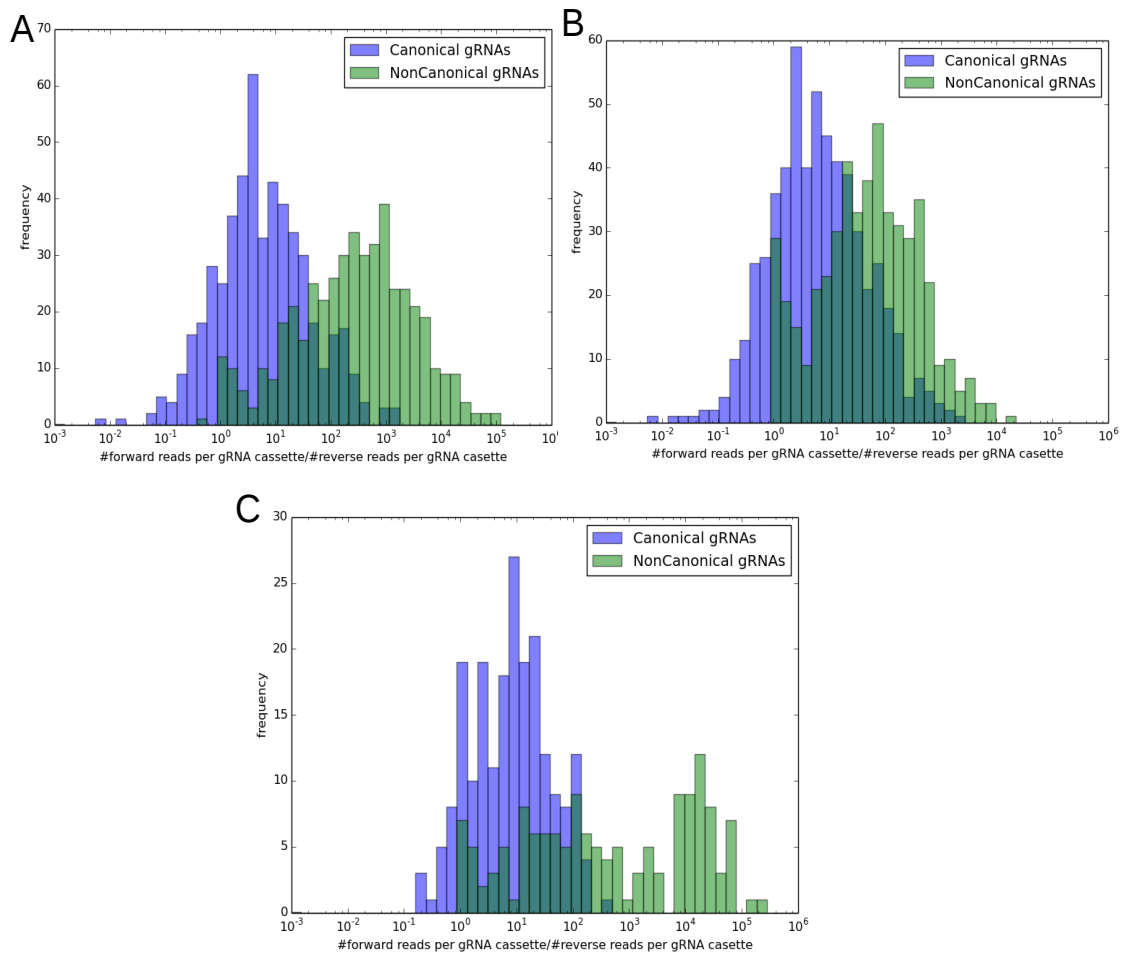 A
70
60
50
40
30
20
10
0
frequency
Canonical gRNAs
NonCanonical gRNAs
10^-3 10^-2 10^-1 10^0 10^1 10^2 10^3 10^4 10^5
#forward reads per gRNA cassette/#reverse reads per gRNA casette
B
60
50
40
30
20
10
0
frequency
Canonical gRNAs
NonCanonical gRNAs
10^-3 10^-2 10^-1 10^0 10^1 10^2 10^3 10^4 10^5 10^6
#forward reads per gRNA cassette/#reverse reads per gRNA casette
C
30
25
20
15
10
5
0
frequency
Canonical gRNAs
NonCanonical gRNAs
10^-3 10^-2 10^-1 10^0 10^1 10^2 10^3 10^4 10^5 10^6
#forward reads per gRNA cassette/#reverse reads per gRNA casette